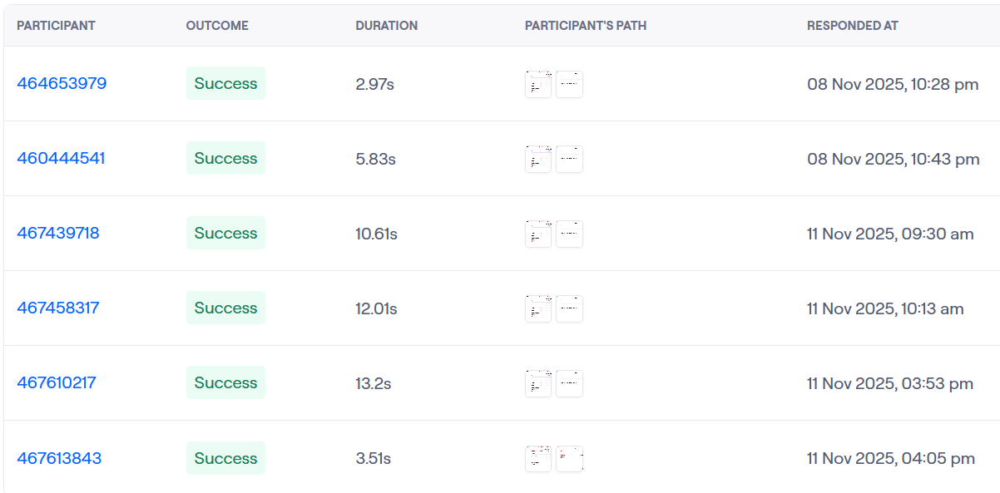 PARTICIPANT OUTCOME DURATION PARTICIPANT'S PATH RESPONDED AT
464653979 Success 2.97s 08 Nov 2025, 10:28 pm
460444541 Success 5.83s 08 Nov 2025, 10:43 pm
467439718 Success 10.61s 11 Nov 2025, 09:30 am
467458317 Success 12.01s 11 Nov 2025, 10:13 am
467610217 Success 13.2s 11 Nov 2025, 03:53 pm
467613843 Success 3.51s 11 Nov 2025, 04:05 pm